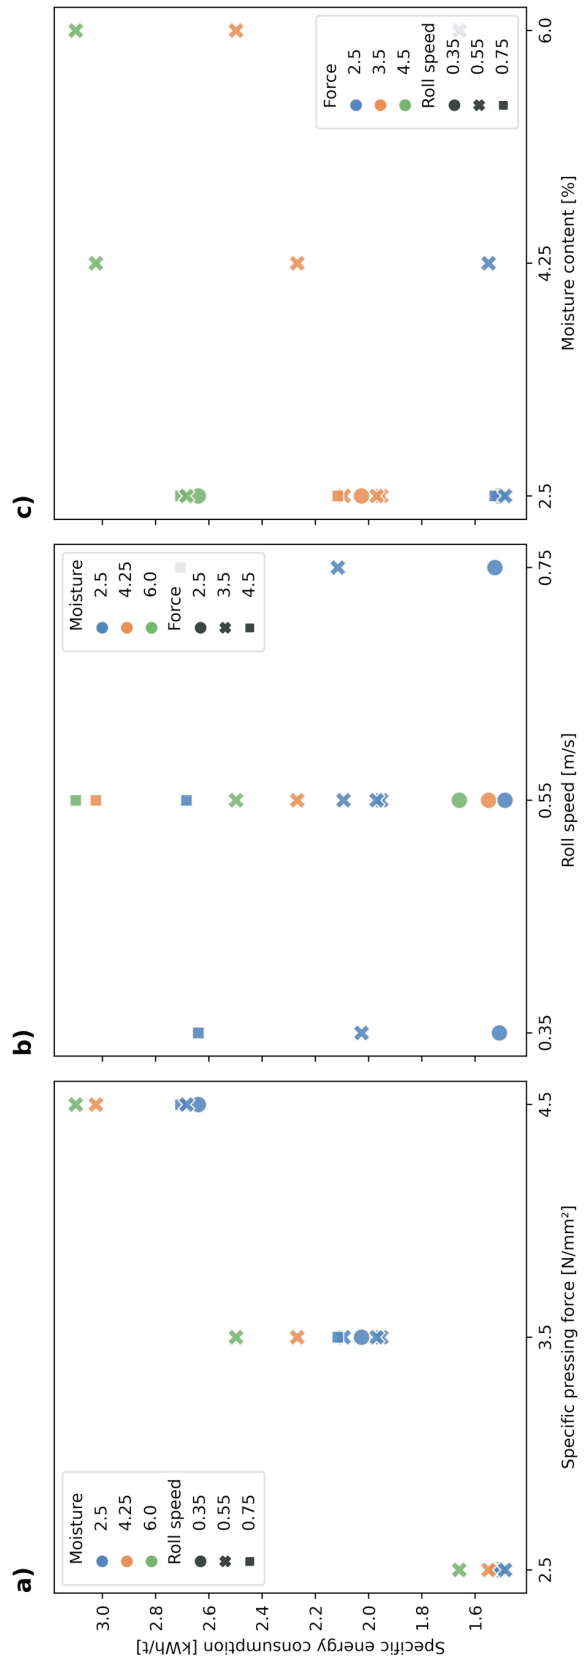 a)
Moisture
2.5
4.25
6.0
Roll speed
0.35
0.55
0.75
3.0
2.8
2.6
2.4
2.2
2.0
1.8
1.6
Specific energy consumption [kWh/t]
2.5
3.5
4.5
Specific pressing force [N/mm²]
b)
Moisture
2.5
4.25
6.0
Force
2.5
3.5
4.5
0.35
0.55
0.75
Roll speed [m/s]
c)
Force
2.5
3.5
4.5
Roll speed
0.35
0.55
0.75
2.5
4.25
6.0
Moisture content [%]